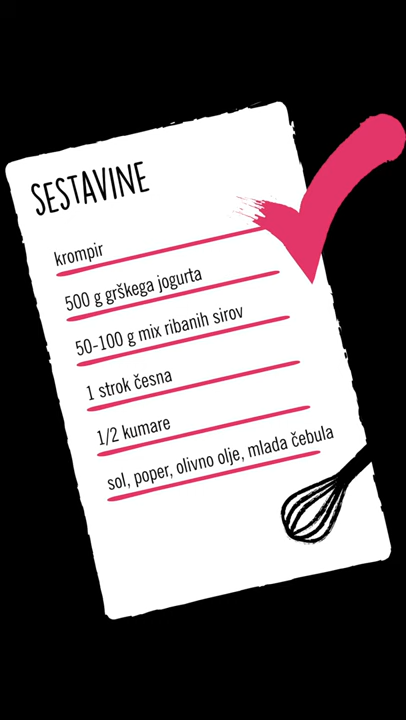 SESTAVINE
krompir
500 g grškega jogurta
50-100 g mix ribanih sirov
1 strok česna
1/2 kumare
sol, poper, olivno olje, mlada čebula